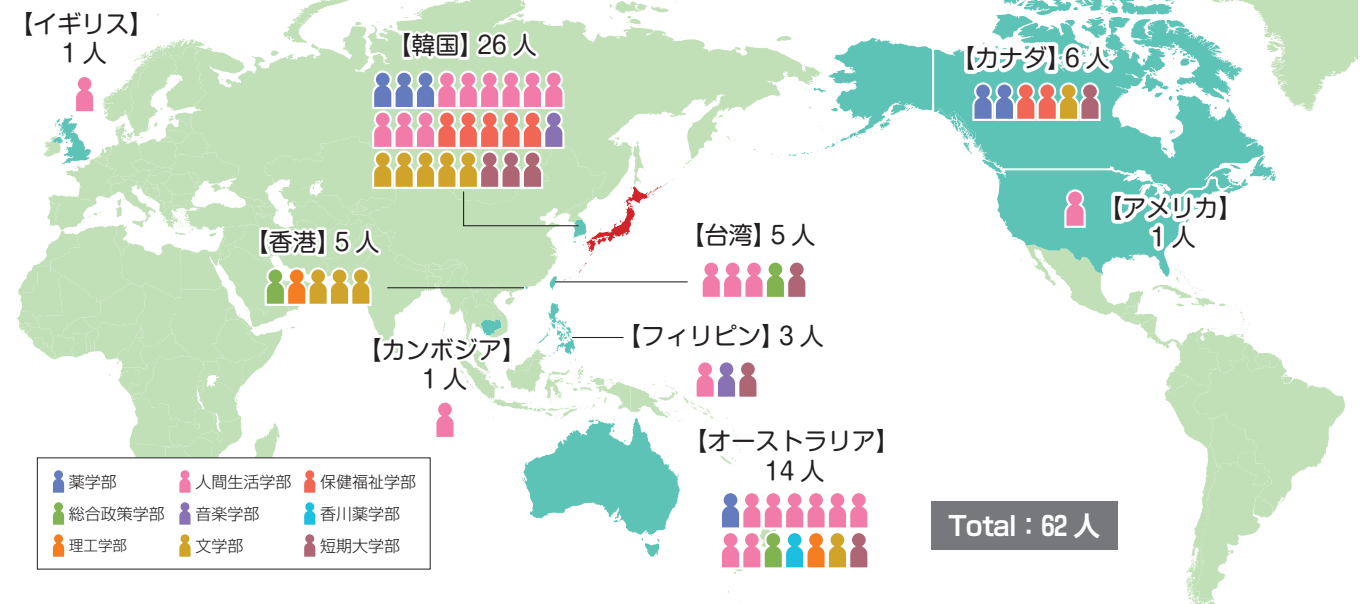 【イギリス】
1 人
【韓国】26 人
【カナダ】6 人
【アメリカ】
1 人
【香港】5 人
【台湾】5 人
【フィリピン】3 人
【カンボジア】
1 人
【オーストラリア】
14 人
薬学部 人間生活学部 保健福祉学部
総合政策学部 音楽学部 香川薬学部
理工学部 文学部 短期大学部
Total：62 人